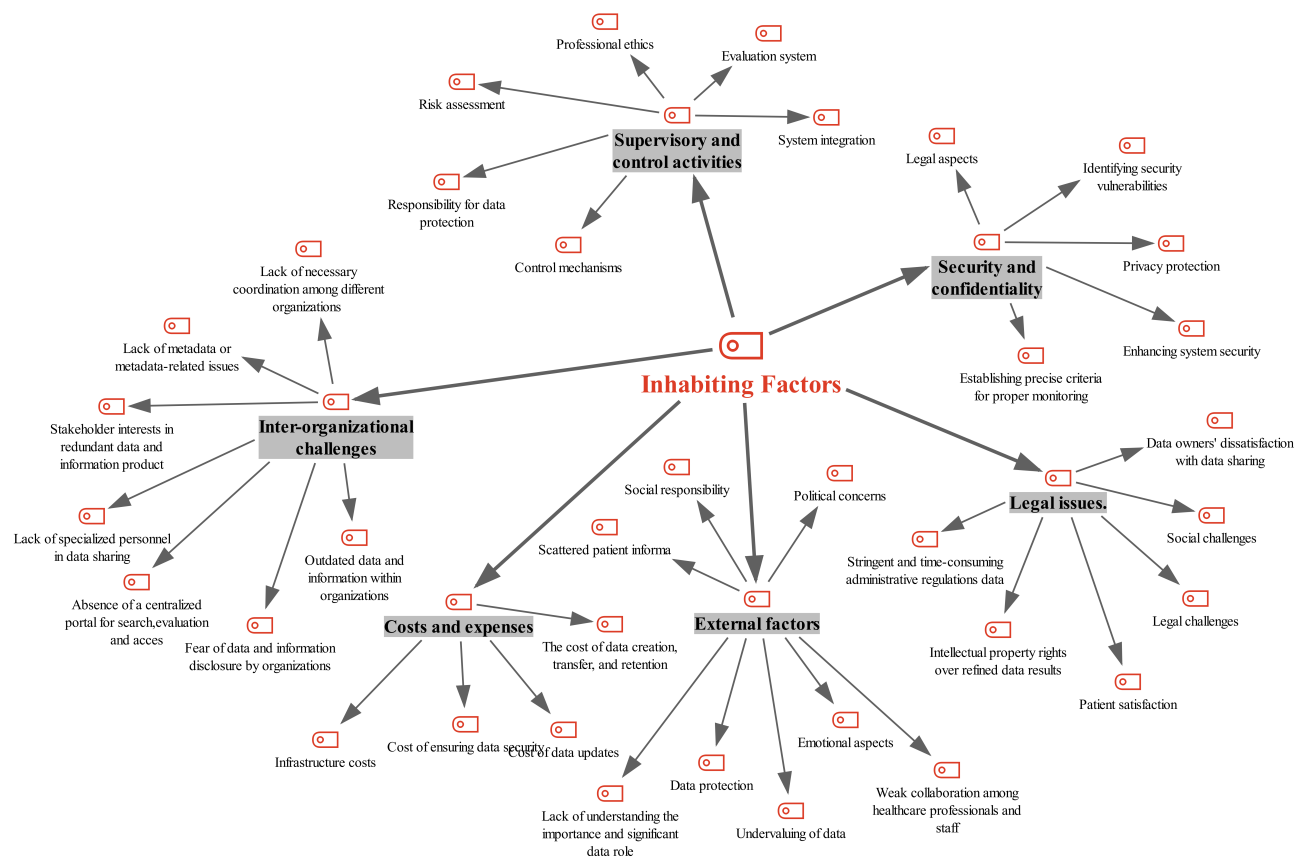 Professional ethics
Evaluation system
Risk assessment
System integration
Supervisory and
control activities
Responsibility for data
protection
Control mechanisms
Legal aspects
Identifying security
vulnerabilities
Privacy protection
Security and
confidentiality
Enhancing system security
Establishing precise criteria
for proper monitoring
Lack of necessary
coordination among different
organizations
Lack of metadata or
metadata-related issues
Stakeholder interests in
redundant data and
information product
Inter-organizational
challenges
Lack of specialized personnel
in data sharing
Absence of a centralized
portal for search,evaluation
and acces
Fear of data and information
disclosure by organizations
Outdated data and
information within
organizations
Inhabiting Factors
Costs and expenses
The cost of data creation,
transfer, and retention
Infrastructure costs
Cost of ensuring data security
Cost of data updates
Social responsibility
Political concerns
Scattered patient informa
External factors
Emotional aspects
Data protection
Lack of understanding the
importance and significant
data role
Undervaluing of data
Weak collaboration among
healthcare professionals and
staff
Data owners' dissatisfaction
with data sharing
Legal issues.
Social challenges
Stringent and time-consuming
administrative regulations data
Legal challenges
Intellectual property rights
over refined data results
Patient satisfaction